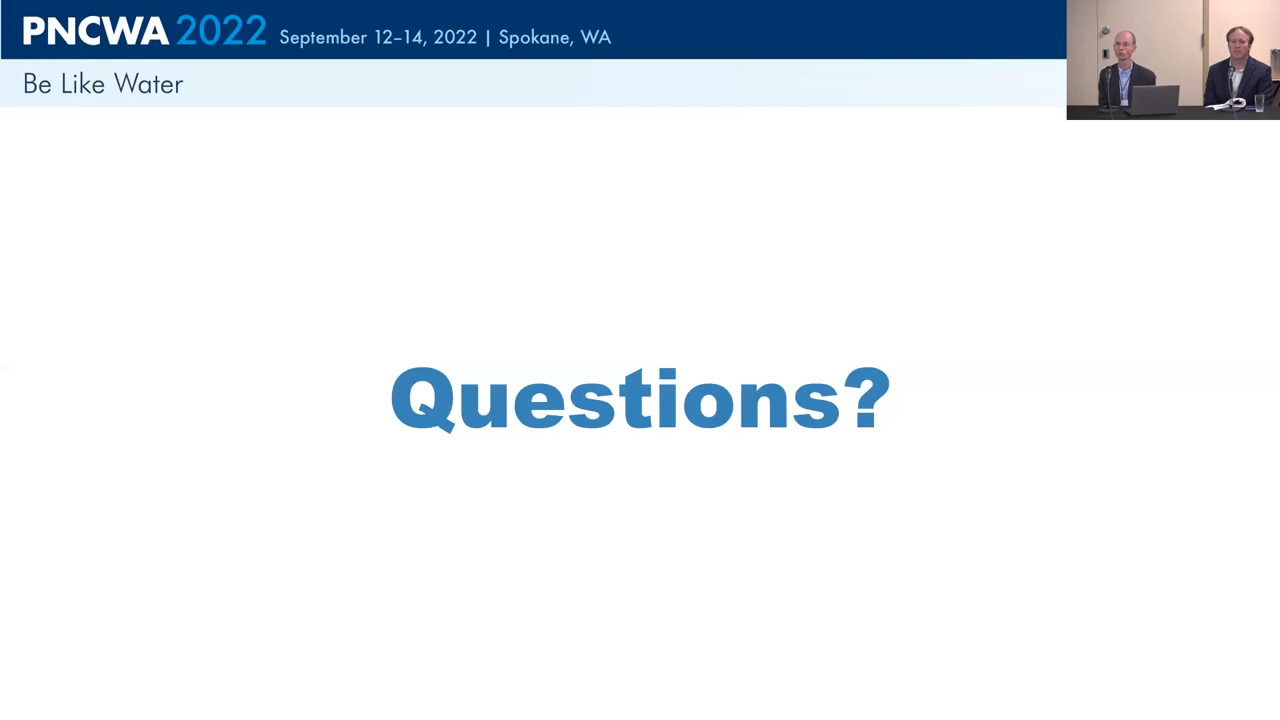 PNCWA 2022 September 12–14, 2022 | Spokane, WA
Be Like Water
Questions?